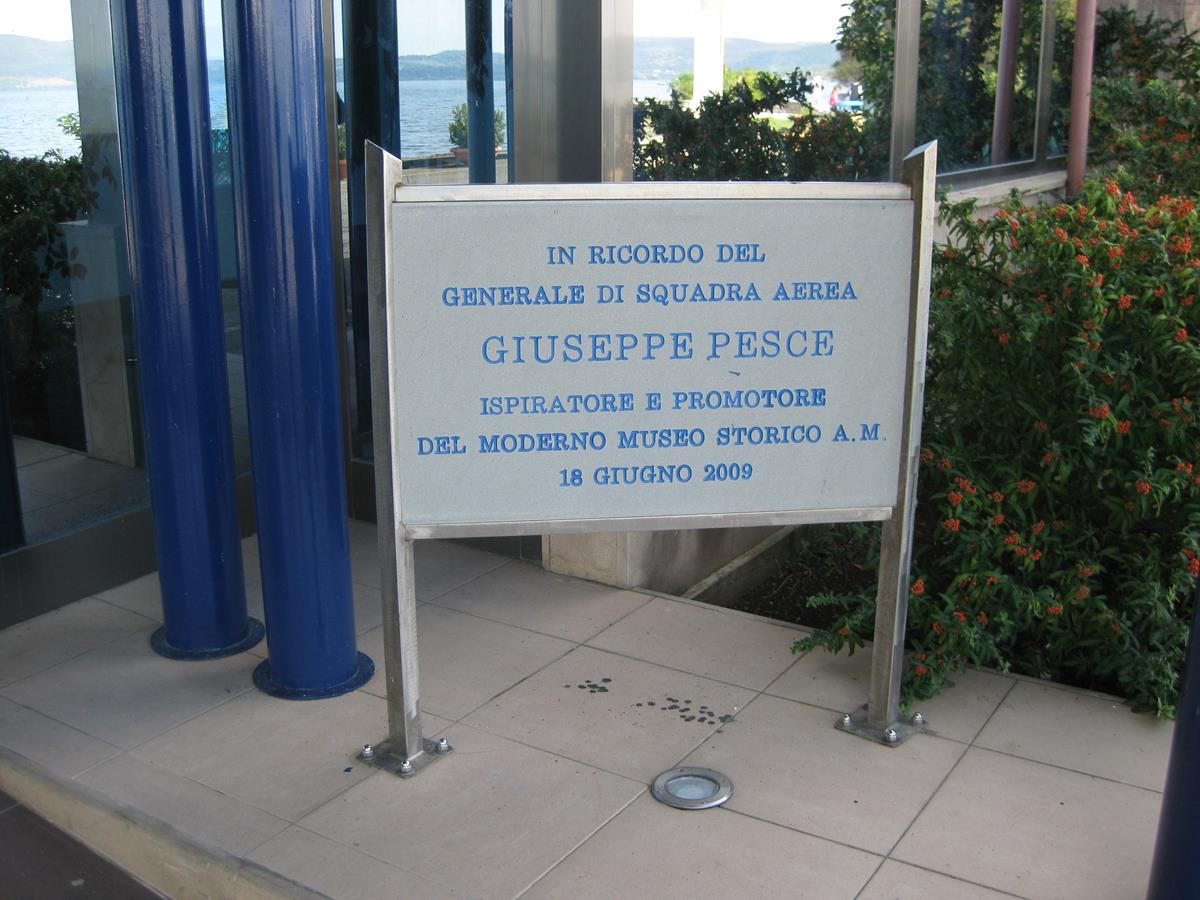 IN RICORDO DEL
GENERALE DI SQUADRA AEREA
GIUSEPPE PESCE
ISPIRATORE E PROMOTORE
DEL MODERNO MUSEO STORICO A.M.
18 GIUGNO 2009